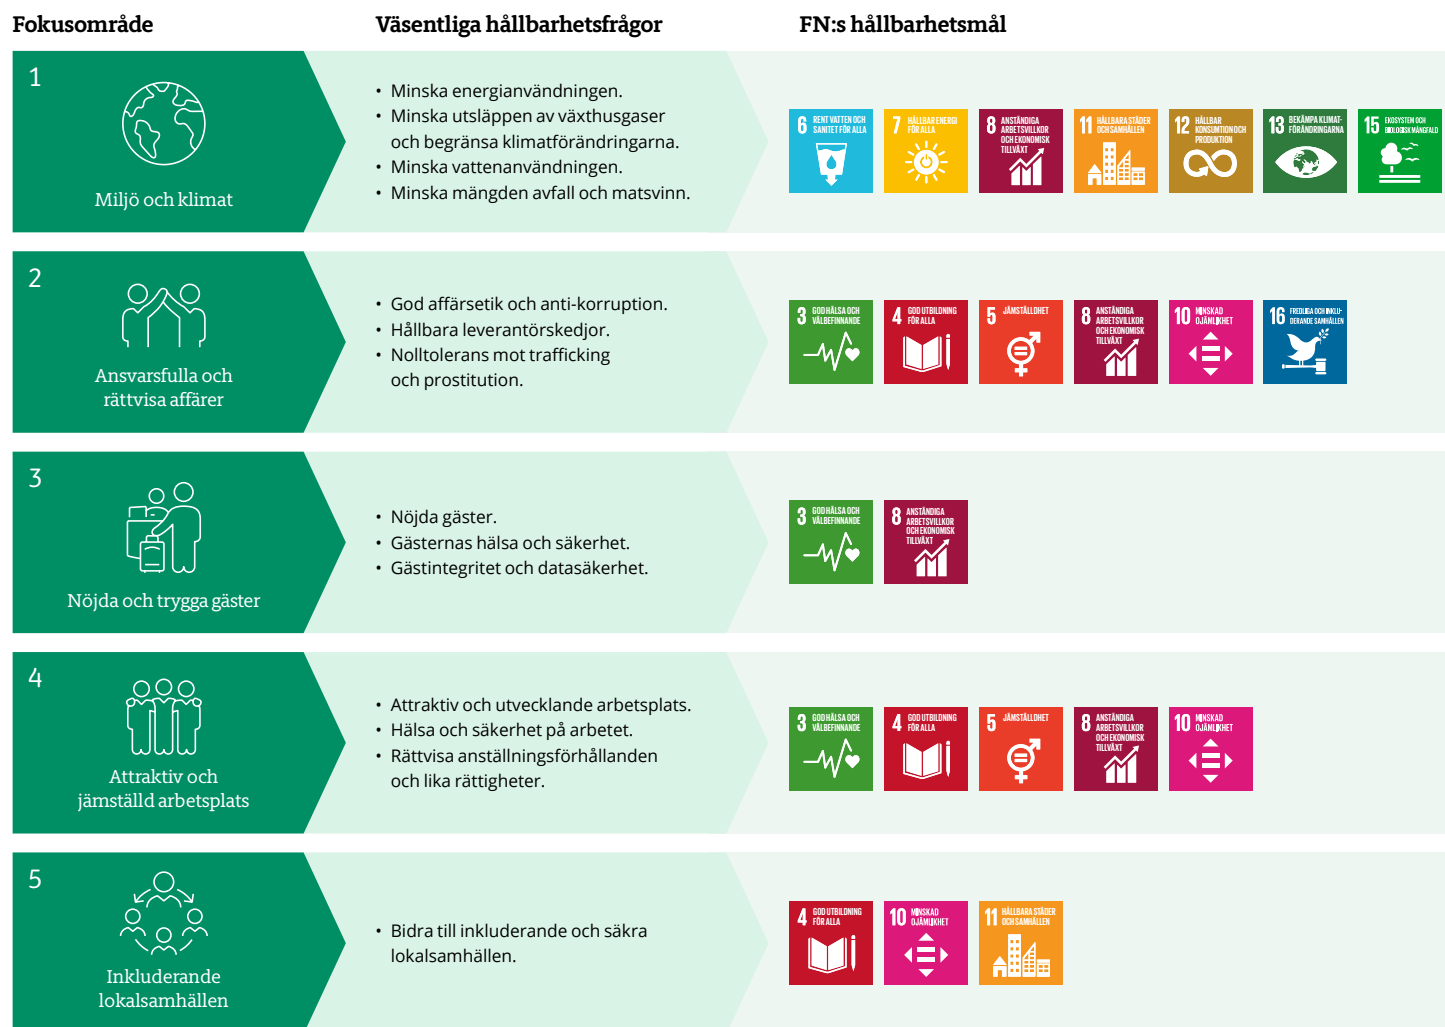 Fokusområde
Väsentliga hållbarhetsfrågor
FN:s hållbarhetsmål
1
Miljö och klimat
• Minska energianvändningen.
• Minska utsläppen av växthusgaser
och begränsa klimatförändringarna.
• Minska vattenanvändningen.
• Minska mängden avfall och matsvinn.
6 RENT VATTEN OCH
SANITET FÖR ALLA
7 HÅLLBAR ENERGI
FÖR ALLA
8 ANSTÄNDIGA
ARBETSVILLKOR
OCH EKONOMISK
TILLVÄXT
11 HÅLLBARA STÄDER
OCH SAMHÄLLEN
12 HÅLLBAR
KONSUMTION OCH
PRODUKTION
13 BEKÄMPA KLIMAT-
FÖRÄNDRINGARNA
15 EKOSYSTEM OCH
BIOLOGISK MÅNGFALD
2
Ansvarsfulla och
rättvisa affärer
• God affärsetik och anti-korruption.
• Hållbara leverantörskedjor.
• Nolltolerans mot trafficking
och prostitution.
3 GOD HÄLSA OCH
VÄLBEFINNANDE
4 GOD UTBILDNING
FÖR ALLA
5 JÄMSTÄLLDHET
8 ANSTÄNDIGA
ARBETSVILLKOR
OCH EKONOMISK
TILLVÄXT
10 MINSKAD
OJÄMLIKHET
16 FREDLIGA OCH INKLU-
DERANDE SAMHÄLLEN
3
Nöjda och trygga gäster
• Nöjda gäster.
• Gästernas hälsa och säkerhet.
• Gästintegritet och datasäkerhet.
3 GOD HÄLSA OCH
VÄLBEFINNANDE
8 ANSTÄNDIGA
ARBETSVILLKOR
OCH EKONOMISK
TILLVÄXT
4
Attraktiv och
jämställd arbetsplats
• Attraktiv och utvecklande arbetsplats.
• Hälsa och säkerhet på arbetet.
• Rättvisa anställningsförhållanden
och lika rättigheter.
3 GOD HÄLSA OCH
VÄLBEFINNANDE
4 GOD UTBILDNING
FÖR ALLA
5 JÄMSTÄLLDHET
8 ANSTÄNDIGA
ARBETSVILLKOR
OCH EKONOMISK
TILLVÄXT
10 MINSKAD
OJÄMLIKHET
5
Inkluderande
lokalsamhällen
• Bidra till inkluderande och säkra
lokalsamhällen.
4 GOD UTBILDNING
FÖR ALLA
10 MINSKAD
OJÄMLIKHET
11 HÅLLBARA STÄDER
OCH SAMHÄLLEN